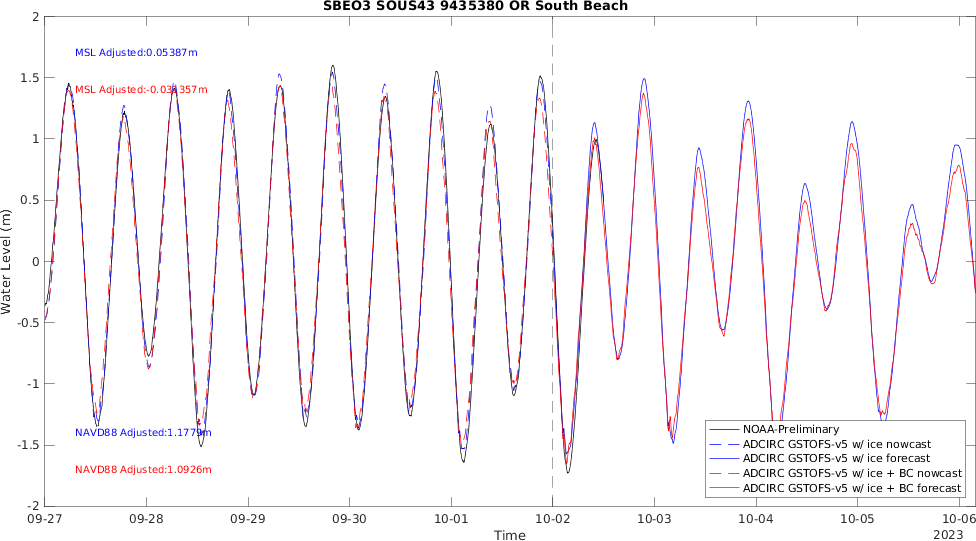 SBEO3 SOUS43 9435380 OR South Beach
MSL Adjusted:0.05387m
MSL Adjusted:-0.031357m
NAVD88 Adjusted:1.1779m
NAVD88 Adjusted:1.0926m
Water Level (m)
2
1.5
1
0.5
0
-0.5
-1
-1.5
-2
NOAA-Preliminary
ADCIRC GSTOFS-v5 w/ ice nowcast
ADCIRC GSTOFS-v5 w/ ice forecast
ADCIRC GSTOFS-v5 w/ ice + BC nowcast
ADCIRC GSTOFS-v5 w/ ice + BC forecast
09-27 09-28 09-29 09-30 10-01 10-02 10-03 10-04 10-05 10-06
Time
2023